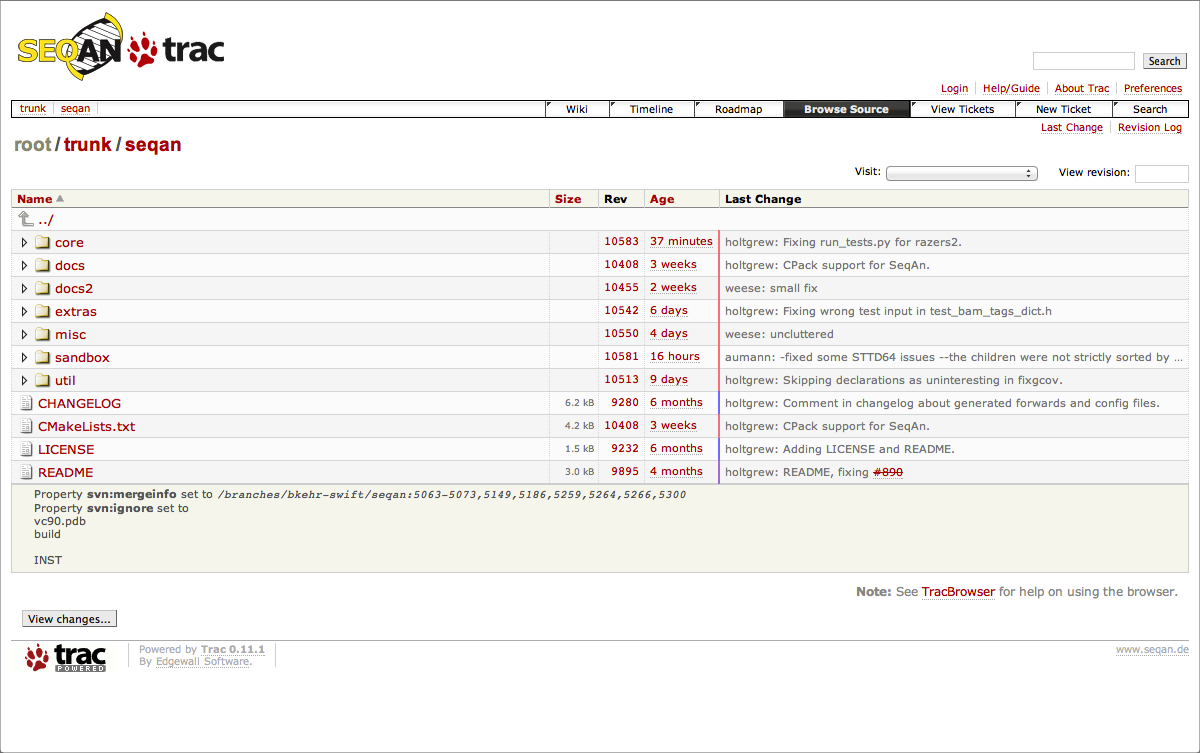 SEQAN trac
Search
Login Help/Guide About Trac Preferences
trunk seqan Wiki Timeline Roadmap Browse Source View Tickets New Ticket Search
Last Change Revision Log
root / trunk / seqan
Visit: View revision:
Name Size Rev Age Last Change
../
core 10583 37 minutes holtgrew: Fixing run_tests.py for razers2.
docs 10408 3 weeks holtgrew: CPack support for SeqAn.
docs2 10455 2 weeks weese: small fix
extras 10542 6 days holtgrew: Fixing wrong test input in test_bam_tags_dict.h
misc 10550 4 days weese: uncluttered
sandbox 10581 16 hours aumann: -fixed some STTD64 issues --the children were not strictly sorted by ...
util 10513 9 days holtgrew: Skipping declarations as uninteresting in fixgcov.
CHANGELOG 6.2 kB 9280 6 months holtgrew: Comment in changelog about generated forwards and config files.
CMakeLists.txt 4.2 kB 10408 3 weeks holtgrew: CPack support for SeqAn.
LICENSE 1.5 kB 9232 6 months holtgrew: Adding LICENSE and README.
README 3.0 kB 9895 4 months holtgrew: README, fixing #890
Property svn:mergeinfo set to /branches/bkehr-swift/seqan:5063-5073,5149,5186,5259,5264,5266,5300
Property svn:ignore set to
vc90.pdb
build
INST
Note: See TracBrowser for help on using the browser.
View changes...
trac POWERED
Powered by Trac 0.11.1
By Edgewall Software.
www.seqan.de